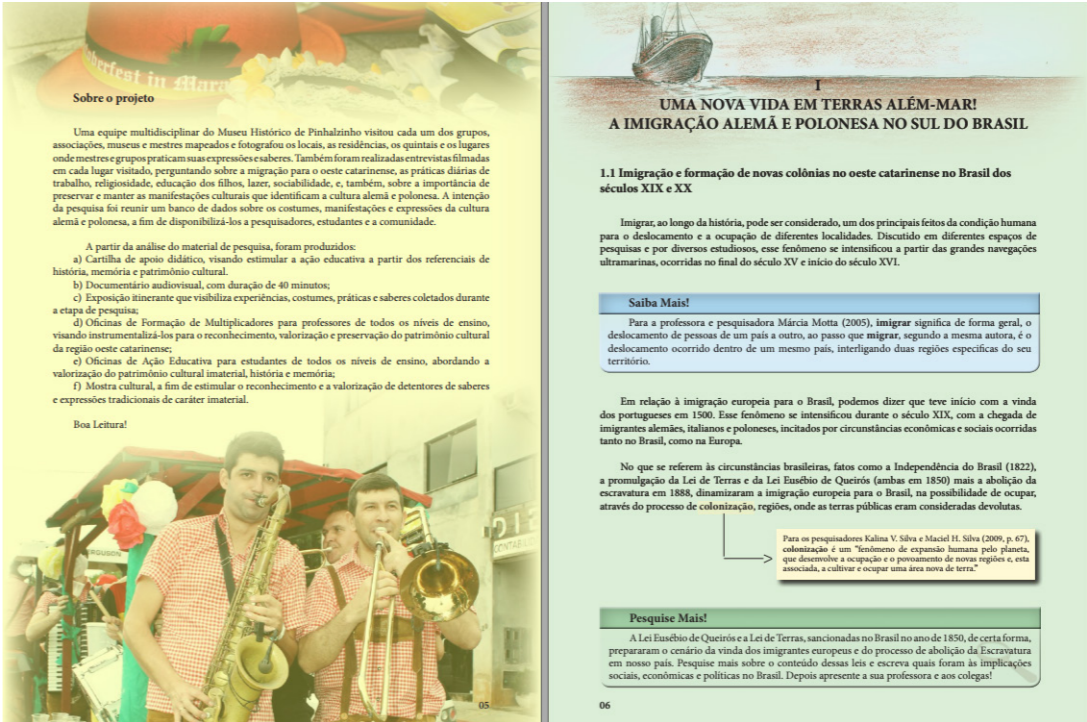 oberfest in Mara
Sobre o projeto
Uma equipe multidisciplinar do Museu Histórico de Pinhalzinho visitou cada um dos grupos,
associações, museus e mestres mapeados e fotografou os locais, as residências, os quintais e os lugares
onde mestres e grupos praticam suas expressões e saberes. Também foram realizadas entrevistas filmadas
em cada lugar visitado, perguntando sobre a migração para o oeste catarinense, as práticas diárias de
trabalho, religiosidade, educação dos filhos, lazer, sociabilidade, e, também, sobre a importância de
preservar e manter as manifestações culturais que identificam a cultura alemã e polonesa. A intenção
da pesquisa foi reunir um banco de dados sobre os costumes, manifestações e expressões da cultura
alemã e polonesa, a fim de disponibilizá-los a pesquisadores, estudantes e a comunidade.
A partir da análise do material de pesquisa, foram produzidos:
a) Cartilha de apoio didático, visando estimular a ação educativa a partir dos referenciais de
história, memória e patrimônio cultural.
b) Documentário audiovisual, com duração de 40 minutos;
c) Exposição itinerante que visibiliza experiências, costumes, práticas e saberes coletados durante
a etapa de pesquisa;
d) Oficinas de Formação de Multiplicadores para professores de todos os níveis de ensino,
visando instrumentalizá-los para o reconhecimento, valorização e preservação do patrimônio cultural
da região oeste catarinense;
e) Oficinas de Ação Educativa para estudantes de todos os níveis de ensino, abordando a
valorização do patrimônio cultural imaterial, história e memória;
f) Mostra cultural, a fim de estimular o reconhecimento e a valorização de detentores de saberes
e expressões tradicionais de caráter imaterial.
Boa Leitura!
FERGUSON
05
I
UMA NOVA VIDA EM TERRAS ALÉM-MAR!
A IMIGRAÇÃO ALEMÃ E POLONESA NO SUL DO BRASIL
1.1 Imigração e formação de novas colônias no oeste catarinense no Brasil dos
séculos XIX e XX
Imigrar, ao longo da história, pode ser considerado, um dos principais feitos da condição humana
para o deslocamento e a ocupação de diferentes localidades. Discutido em diferentes espaços de
pesquisas e por diversos estudiosos, esse fenômeno se intensificou a partir das grandes navegações
ultramarinas, ocorridas no final do século XV e início do século XVI.
Saiba Mais!
Para a professora e pesquisadora Márcia Motta (2005), imigrar significa de forma geral, o
deslocamento de pessoas de um país a outro, ao passo que migrar, segundo a mesma autora, é o
deslocamento ocorrido dentro de um mesmo país, interligando duas regiões especificas do seu
território.
Em relação à imigração europeia para o Brasil, podemos dizer que teve início com a vinda
dos portugueses em 1500. Esse fenômeno se intensificou durante o século XIX, com a chegada de
imigrantes alemães, italianos e poloneses, incitados por circunstâncias econômicas e sociais ocorridas
tanto no Brasil, como na Europa.
No que se referem às circunstâncias brasileiras, fatos como a Independência do Brasil (1822),
a promulgação da Lei de Terras e da Lei Eusébio de Queirós (ambas em 1850) mais a abolição da
escravatura em 1888, dinamizaram a imigração europeia para o Brasil, na possibilidade de ocupar,
através do processo de colonização, regiões, onde as terras públicas eram consideradas devolutas.
Para os pesquisadores Kalina V. Silva e Maciel H. Silva (2009, p. 67),
colonização é um "fenômeno de expansão humana pelo planeta,
que desenvolve a ocupação e o povoamento de novas regiões e, esta
associada, a cultivar e ocupar uma área nova de terra."
Pesquise Mais!
A Lei Eusébio de Queirós e a Lei de Terras, sancionadas no Brasil no ano de 1850, de certa forma,
prepararam o cenário da vinda dos imigrantes europeus e do processo de abolição da Escravatura
em nosso país. Pesquise mais sobre o conteúdo dessas leis e escreva quais foram às implicações
sociais, econômicas e políticas no Brasil. Depois apresente a sua professora e aos colegas!
06